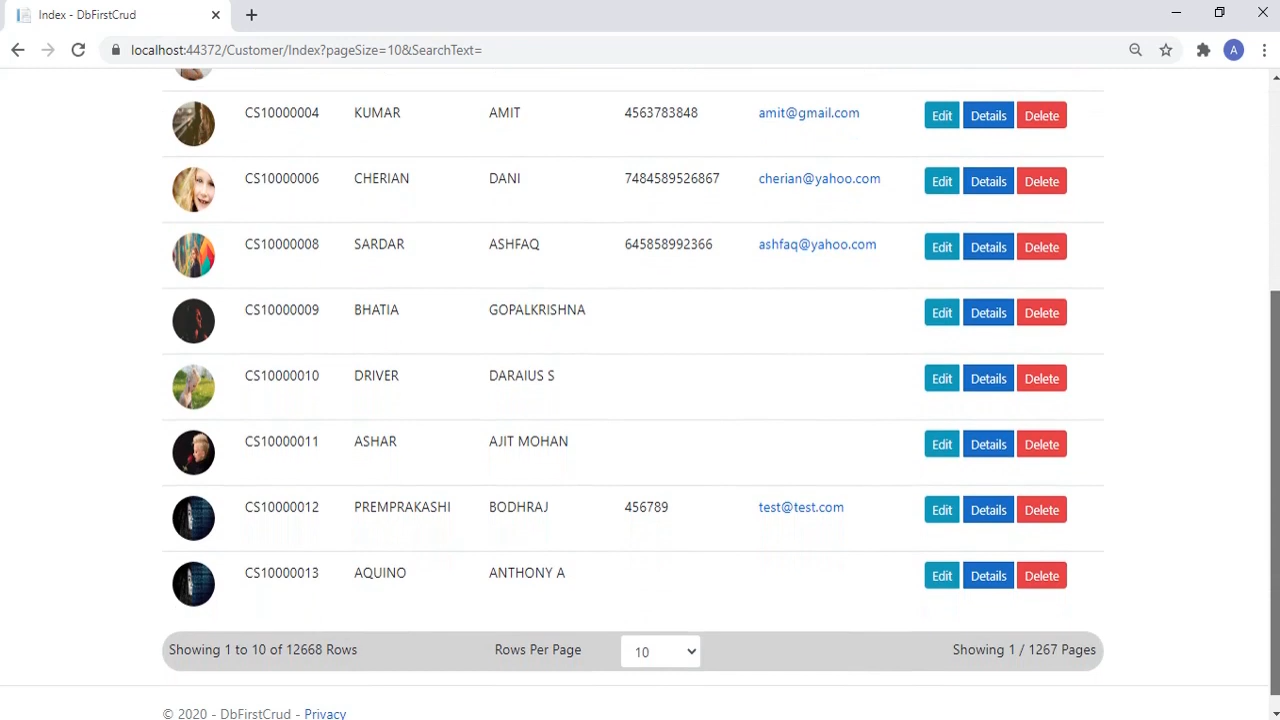 Index - DbFirstCrud
localhost:44372/Customer/Index?pageSize=10&SearchText=
A
CS10000004 KUMAR AMIT 4563783848 amit@gmail.com Edit Details Delete
CS10000006 CHERIAN DANI 7484589526867 cherian@yahoo.com Edit Details Delete
CS10000008 SARDAR ASHFAQ 645858992366 ashfaq@yahoo.com Edit Details Delete
CS10000009 BHATIA GOPALKRISHNA Edit Details Delete
CS10000010 DRIVER DARAIUS S Edit Details Delete
CS10000011 ASHAR AJIT MOHAN Edit Details Delete
CS10000012 PREMPRAKASHI BODHRAJ 456789 test@test.com Edit Details Delete
CS10000013 AQUINO ANTHONY A Edit Details Delete
Showing 1 to 10 of 12668 Rows Rows Per Page 10 Showing 1 / 1267 Pages
© 2020 - DbFirstCrud - Privacy